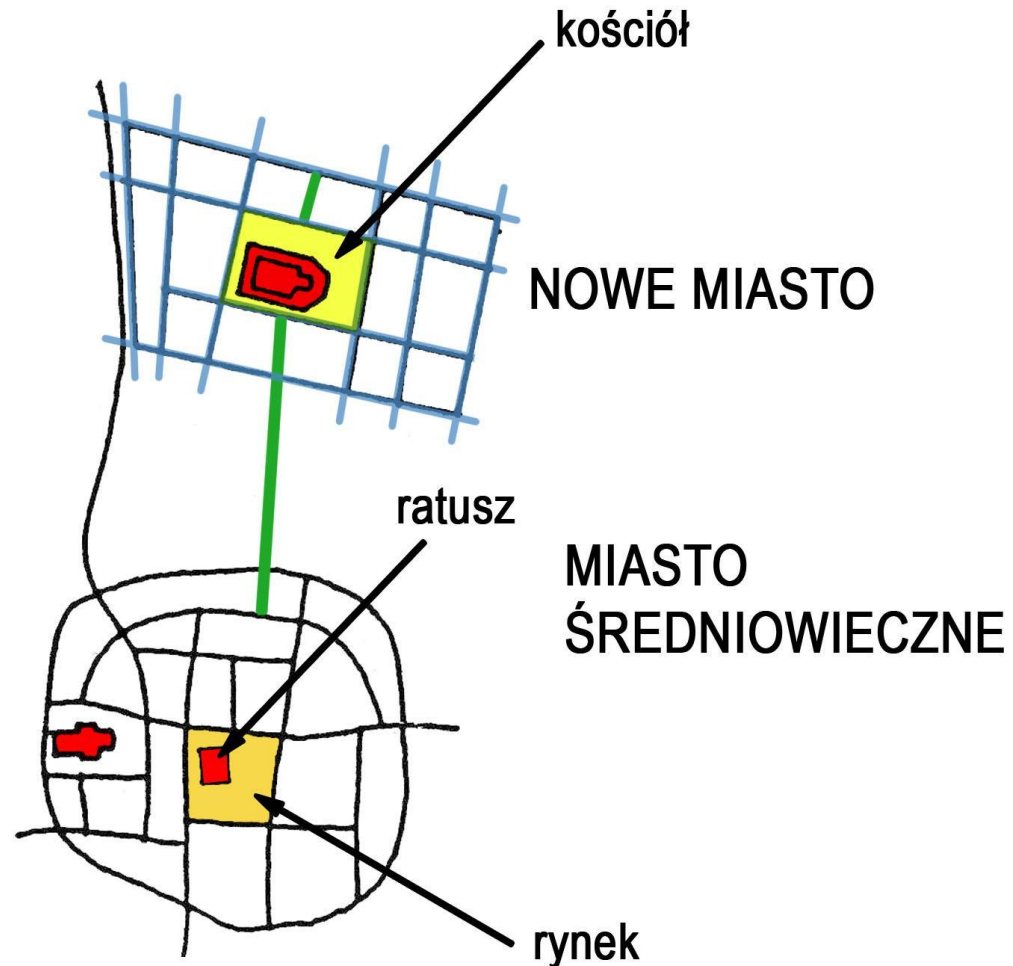 kościół
NOWE MIASTO
ratusz
MIASTO
ŚREDNIOWIECZNE
rynek